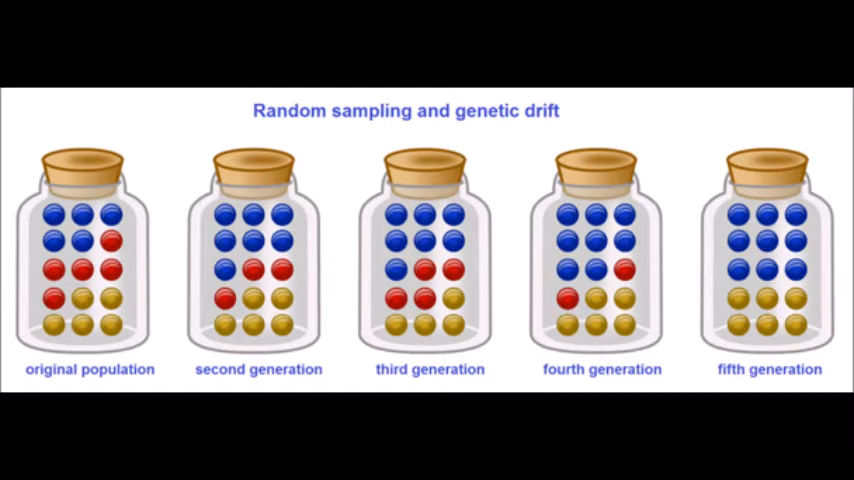 Random sampling and genetic drift
original population
second generation
third generation
fourth generation
fifth generation